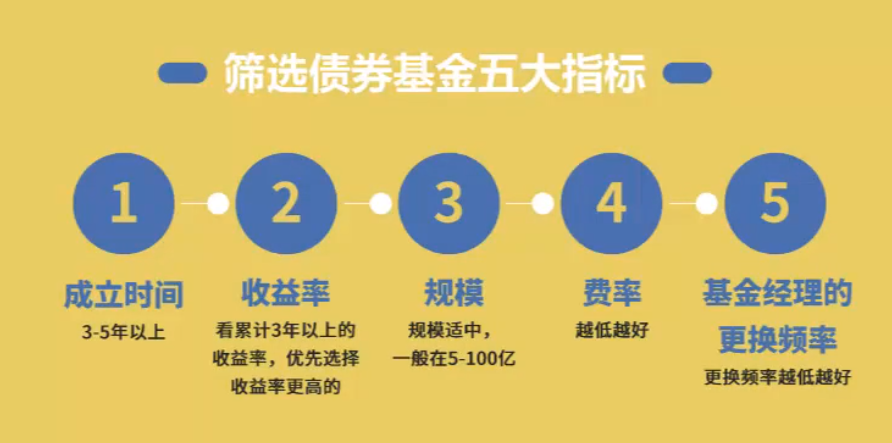 筛选债券基金五大指标
1
2
3
4
5
成立时间
3-5年以上
收益率
看累计3年以上的
收益率，优先选择
收益率更高的
规模
规模适中，
一般在5-100亿
费率
越低越好
基金经理的
更换频率
更换频率越低越好